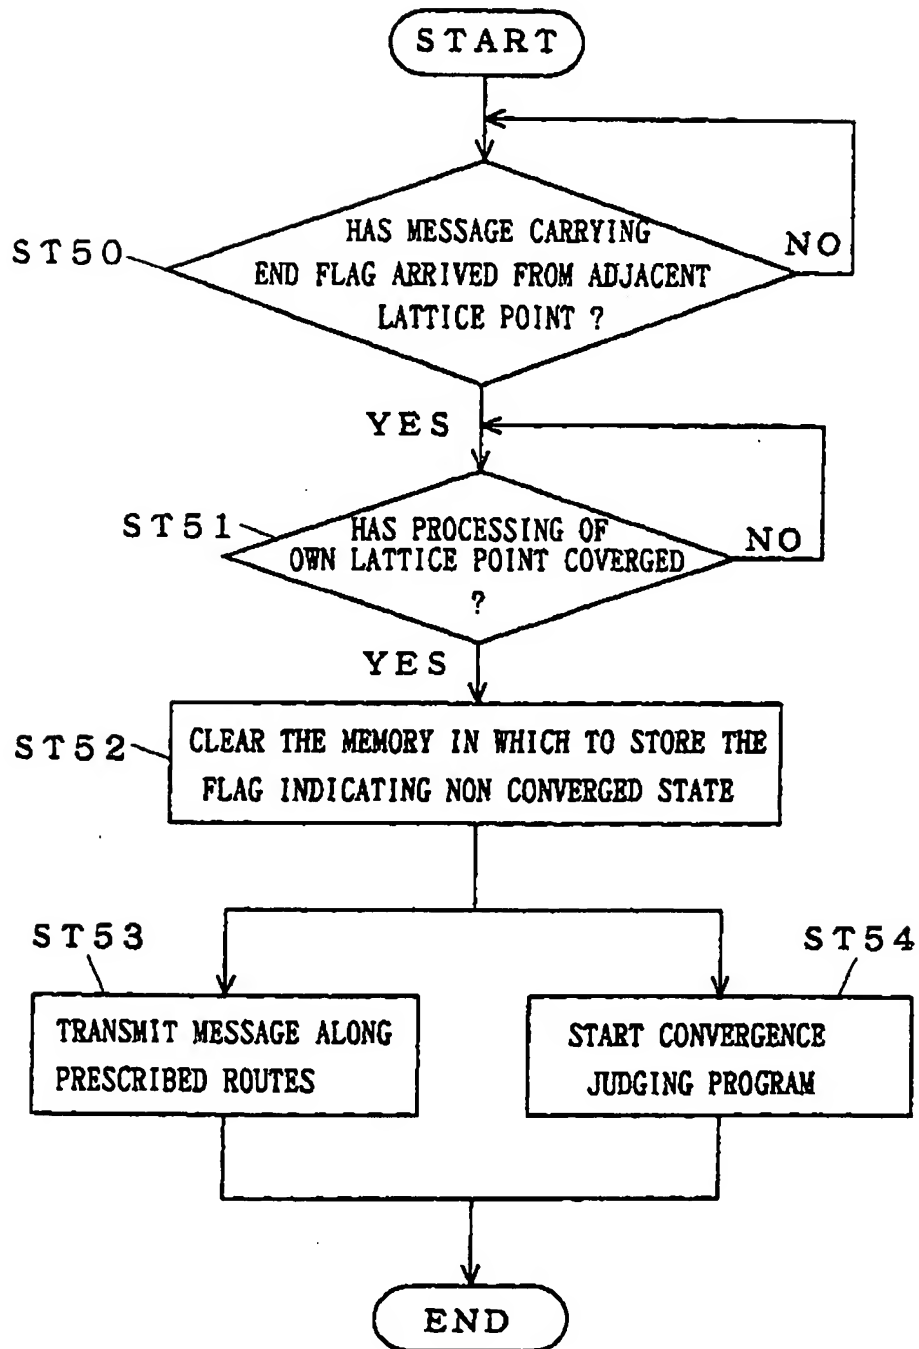 START
HAS MESSAGE CARRYING
END FLAG ARRIVED FROM ADJACENT
LATTICE POINT ?
NO
ST50
YES
HAS PROCESSING OF
OWN LATTICE POINT COVERGED
?
NO
ST51
YES
CLEAR THE MEMORY IN WHICH TO STORE THE
FLAG INDICATING NON CONVERGED STATE
ST52
ST53
TRANSMIT MESSAGE ALONG
PRESCRIBED ROUTES
ST54
START CONVERGENCE
JUDGING PROGRAM
END